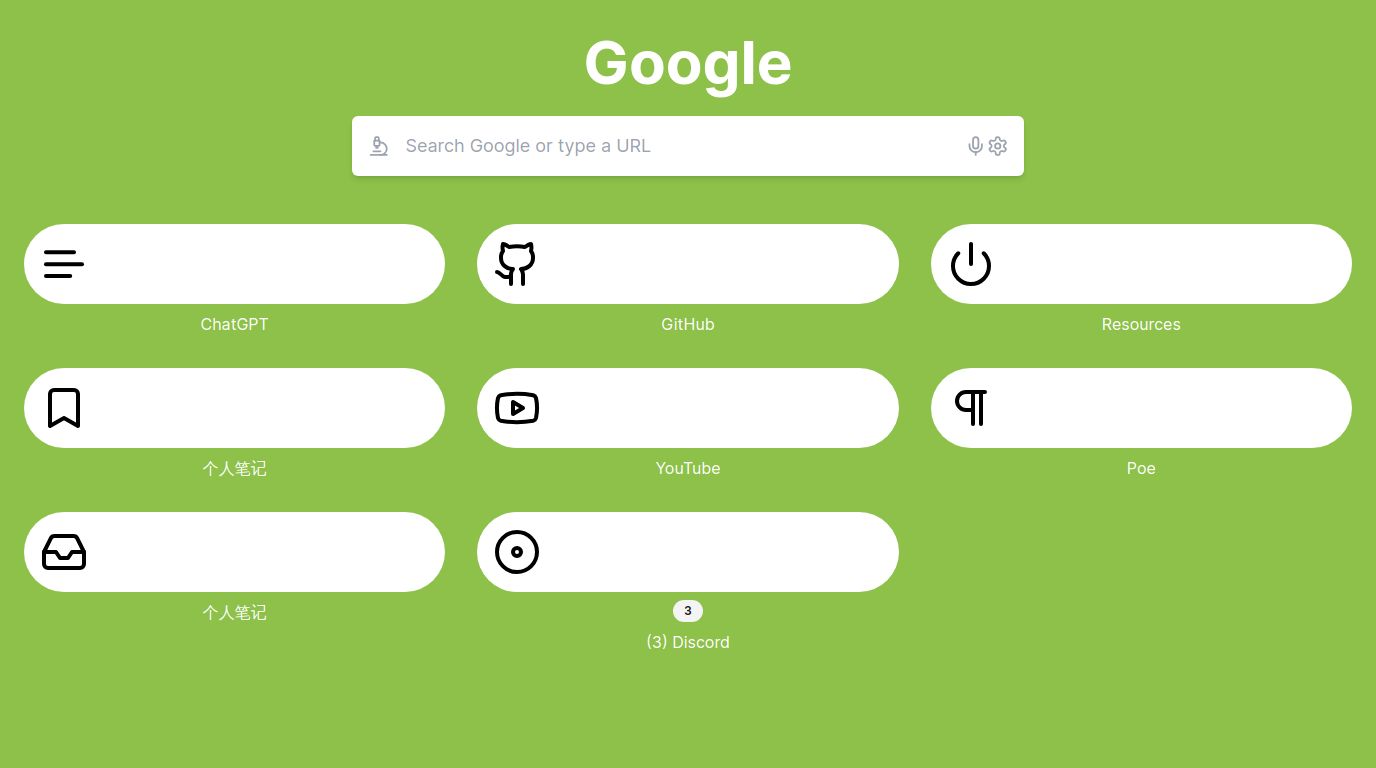 Google
Search Google or type a URL
ChatGPT
GitHub
Resources
个人笔记
YouTube
Poe
个人笔记
3
(3) Discord